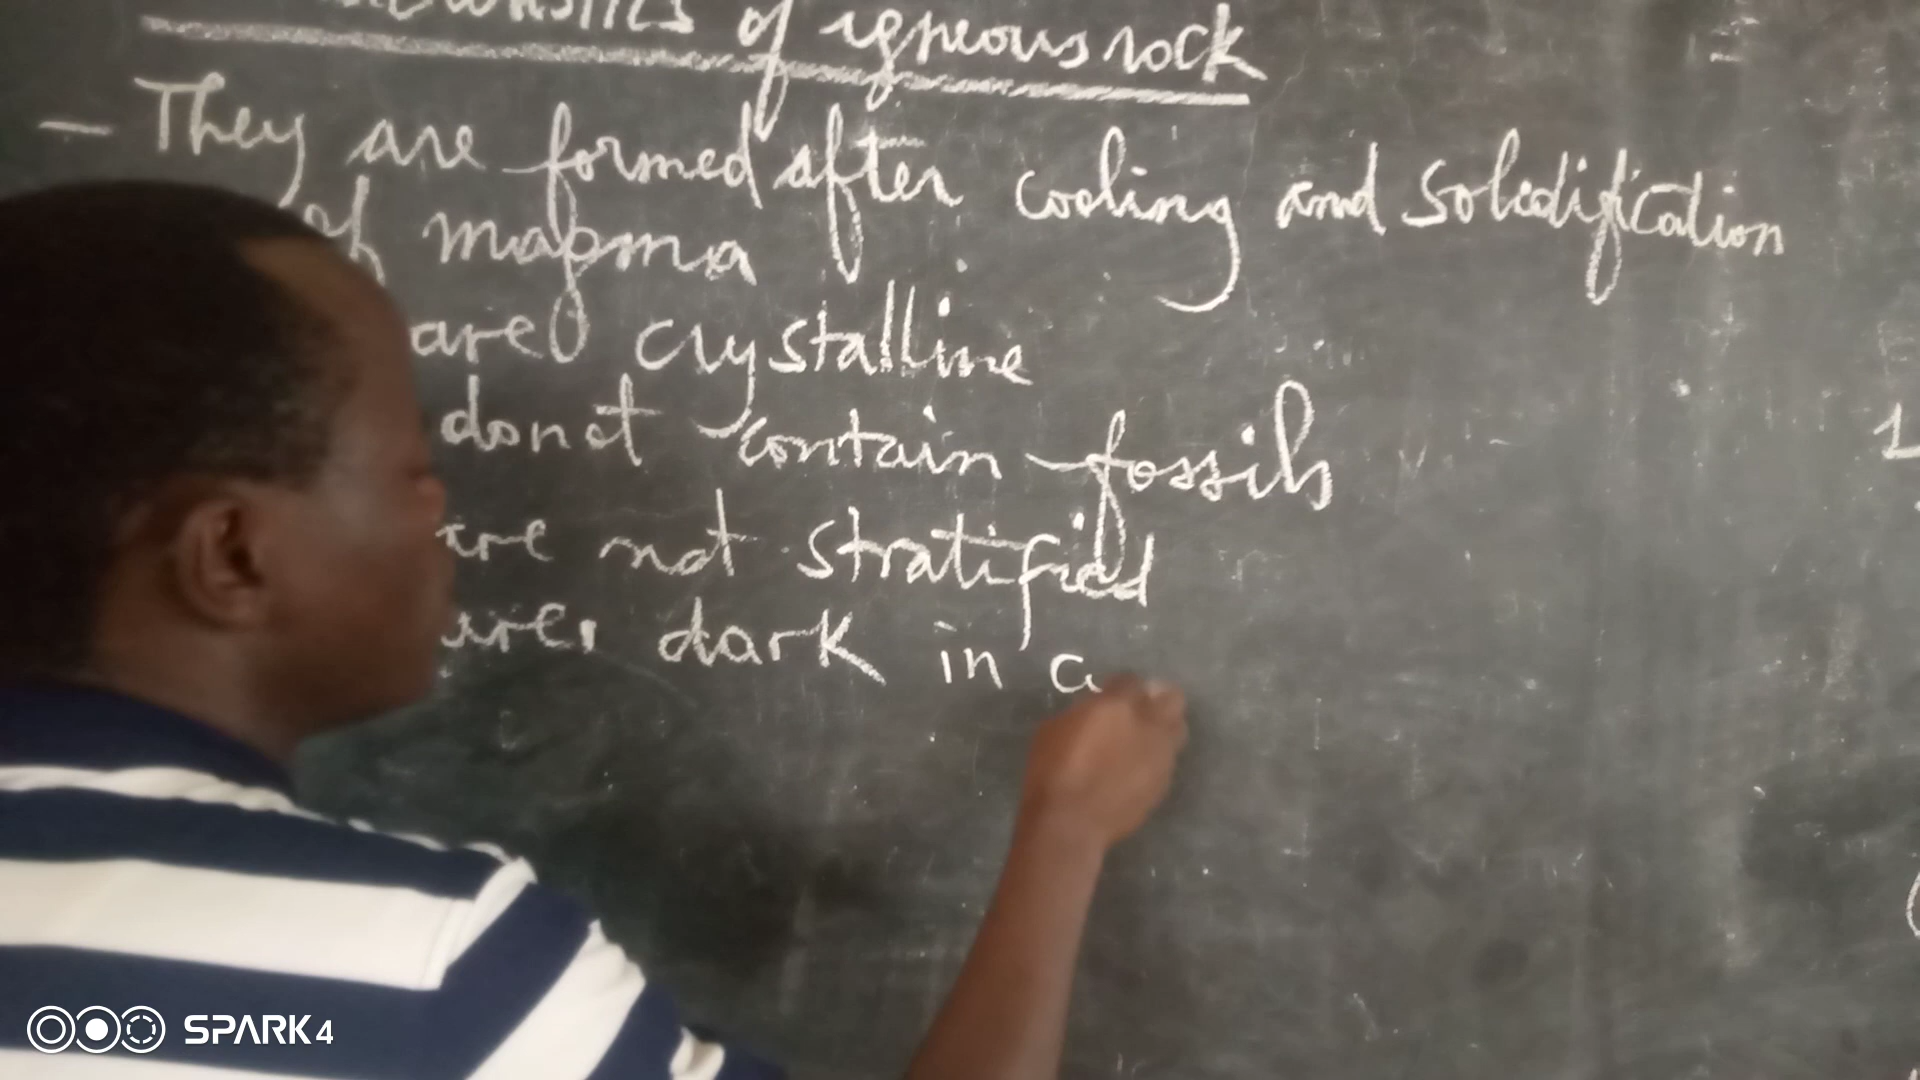 of igneous rock
- They are formed after cooling and solidification
of magma
are crystalline
donot contain fossils
are not stratified
are dark in c
SPARK 4